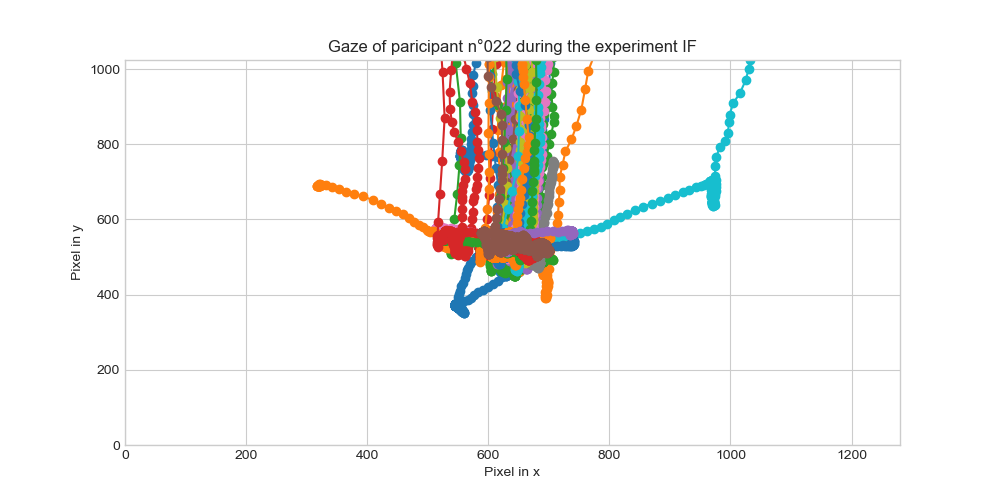 Gaze of paricipant n°022 during the experiment IF
Pixel in y
1000
800
600
400
200
0
0 200 400 600 800 1000 1200
Pixel in x